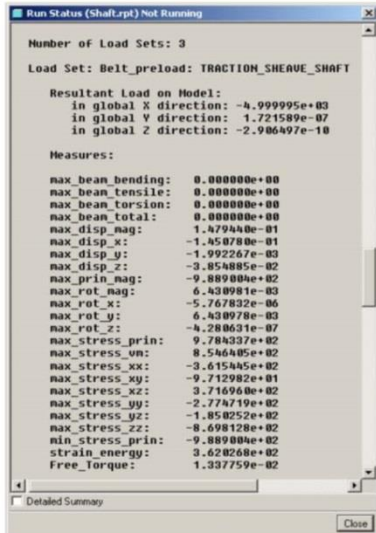 Run Status (Shaft.rpt) Not Running
Number of Load Sets: 3
Load Set: Belt_preload: TRACTION_SHEAVE_SHAFT
Resultant Load on Model:
in global X direction: -4.999995e+03
in global Y direction: 1.721589e-07
in global Z direction: -2.906497e-10
Measures:
max_beam_bending: 0.000000e+00
max_beam_tensile: 0.000000e+00
max_beam_torsion: 0.000000e+00
max_beam_total: 0.000000e+00
max_disp_mag: 1.479440e-01
max_disp_x: -1.450780e-01
max_disp_y: -1.992267e-03
max_disp_z: -3.854885e-02
max_prin_mag: -9.889004e+02
max_rot_mag: 6.430981e-03
max_rot_x: -5.767832e-06
max_rot_y: 6.430978e-03
max_rot_z: -4.280631e-07
max_stress_prin: 9.784337e+02
max_stress_vm: 8.546405e+02
max_stress_xx: -3.615445e+02
max_stress_xy: -9.712982e+01
max_stress_xz: 3.716960e+02
max_stress_yy: -2.774719e+02
max_stress_yz: -1.850252e+02
max_stress_zz: -8.698128e+02
min_stress_prin: -9.889004e+02
strain_energy: 3.620268e+02
Free_Torque: 1.337759e-02
Detailed Summary
Close